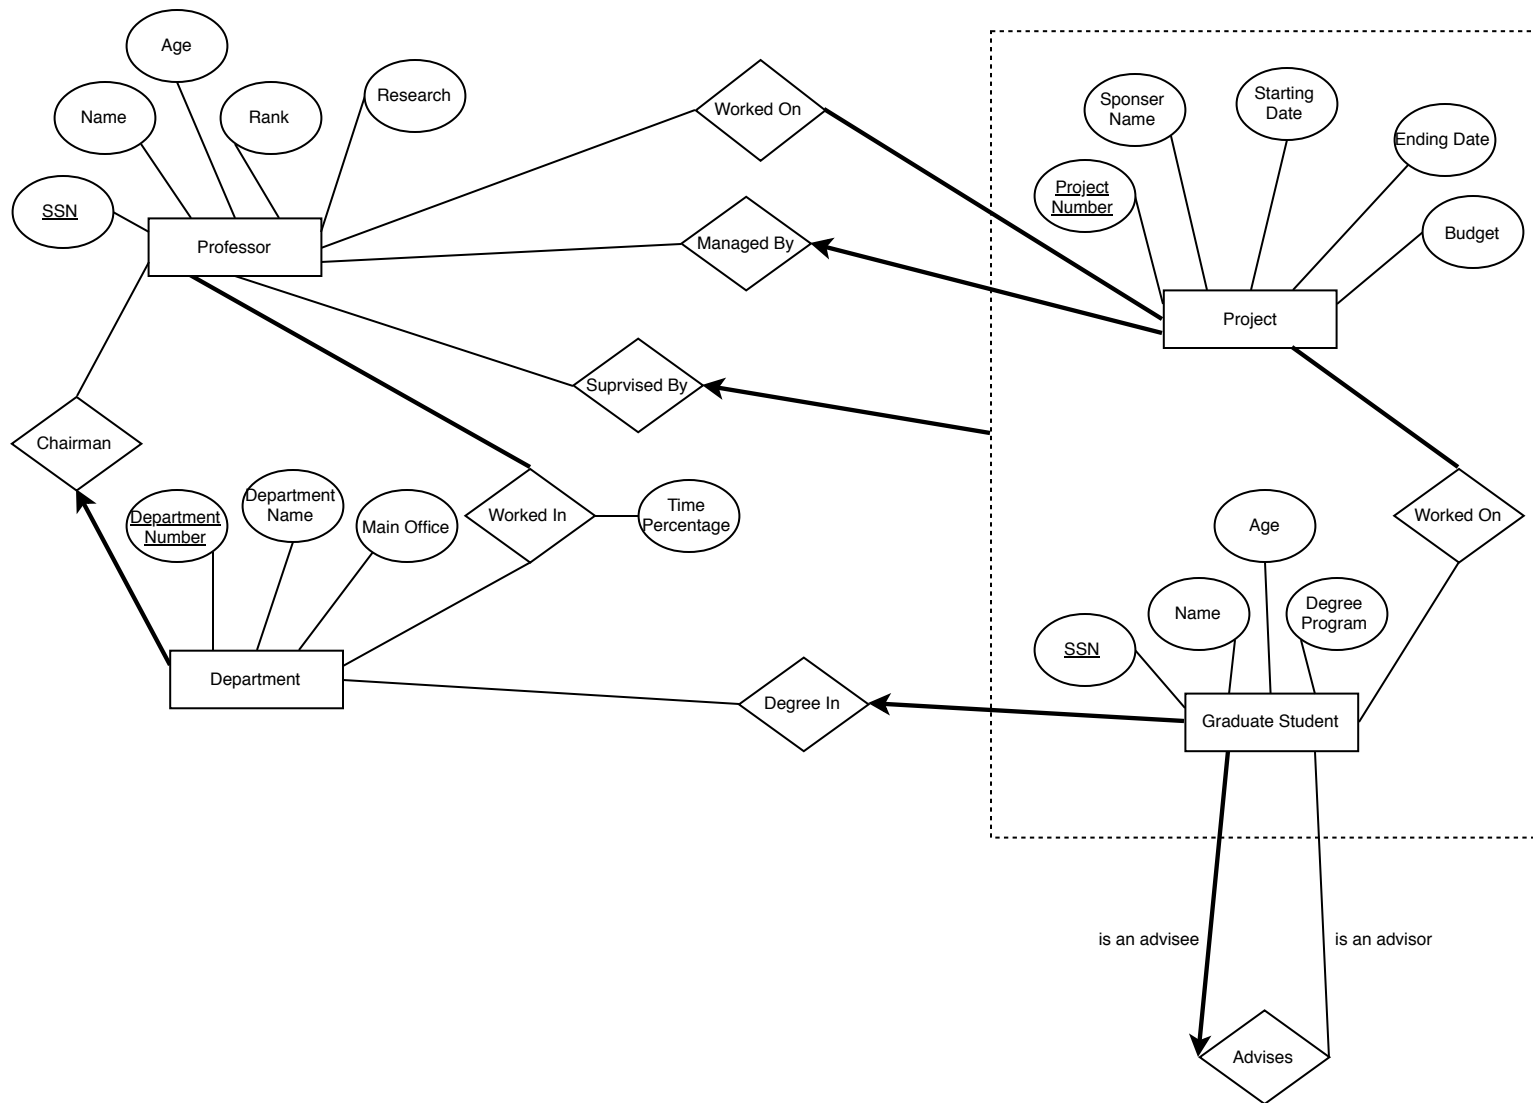 Age
Name
Rank
Research
SSN
Professor
Worked On
Managed By
Suprvised By
Sponser
Name
Starting
Date
Ending Date
Project
Number
Budget
Project
Chairman
Department
Number
Department
Name
Main Office
Worked In
Time
Percentage
Department
Degree In
Worked On
Age
Name
Degree
Program
SSN
Graduate Student
is an advisee
is an advisor
Advises